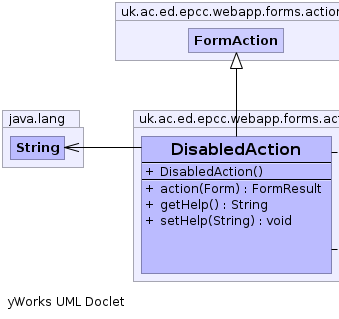 uk.ac.ed.epcc.webapp.forms.action
FormAction
java.lang
String
uk.ac.ed.epcc.webapp.forms.act
DisabledAction
+ DisabledAction()
+ action(Form) : FormResult
+ getHelp() : String
+ setHelp(String) : void
yWorks UML Doclet